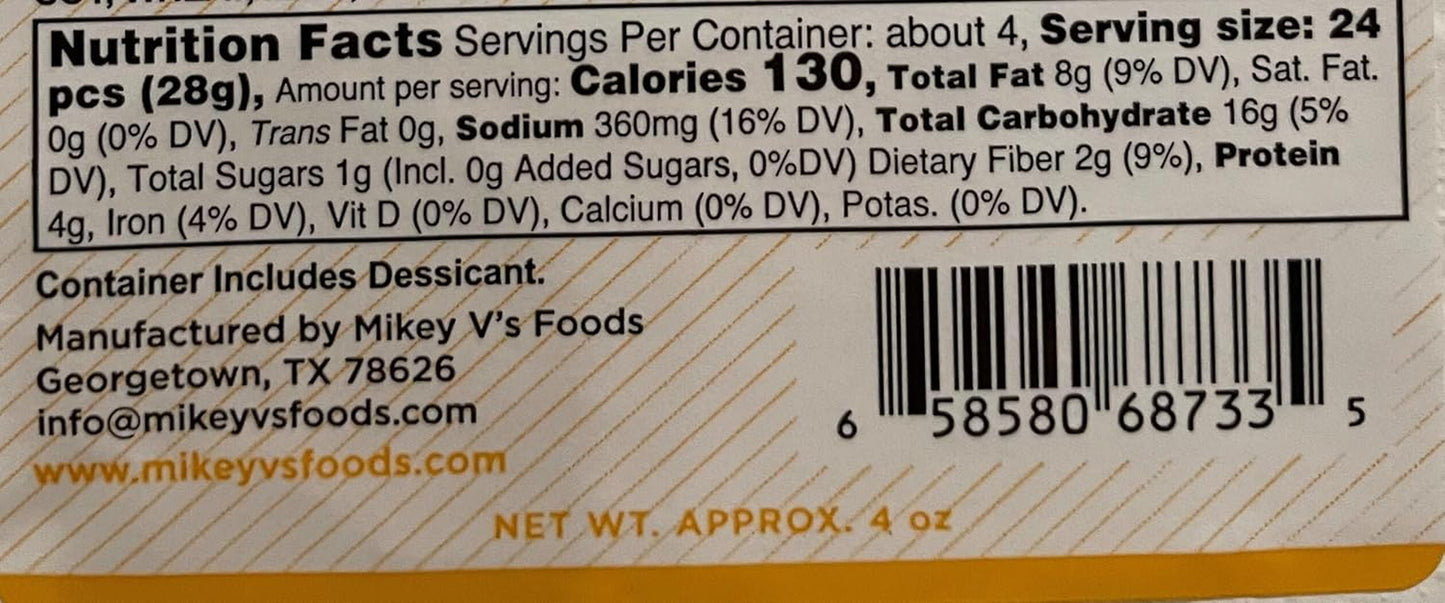 Nutrition Facts Servings Per Container: about 4, Serving size: 24
pcs (28g), Amount per serving: Calories 130, Total Fat 8g (9% DV), Sat. Fat.
0g (0% DV), Trans Fat 0g, Sodium 360mg (16% DV), Total Carbohydrate 16g (5%
DV), Total Sugars 1g (Incl. 0g Added Sugars, 0%DV) Dietary Fiber 2g (9%), Protein
4g, Iron (4% DV), Vit D (0% DV), Calcium (0% DV), Potas. (0% DV).
Container Includes Dessicant.
Manufactured by Mikey V's Foods
Georgetown, TX 78626
info@mikeyvsfoods.com
www.mikeyvsfoods.com
6 58580 68733 5
NET WT. APPROX. 4 oz